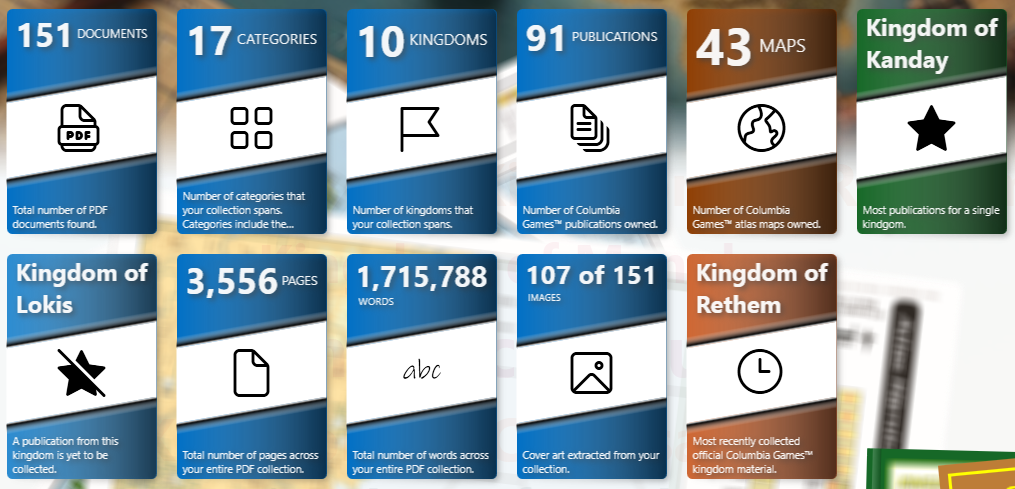 151 DOCUMENTS
PDF
Total number of PDF
documents found.
17 CATEGORIES
Number of categories that
your collection spans.
Categories include the...
10 KINGDOMS
Number of kingdoms that
your collection spans.
91 PUBLICATIONS
Number of Columbia
Games™ publications owned.
43 MAPS
Number of Columbia
Games™ atlas maps owned.
Kingdom of
Kanday
Most publications for a single
kindgom.
Kingdom of
Lokis
A publication from this
kingdom is yet to be
collected.
3,556 PAGES
Total number of pages across
your entire PDF collection.
1,715,788
WORDS
abc
Total number of words across
your entire PDF collection.
107 of 151
IMAGES
Cover art extracted from your
collection.
Kingdom of
Rethem
Most recently collected
official Columbia Games™
kingdom material.